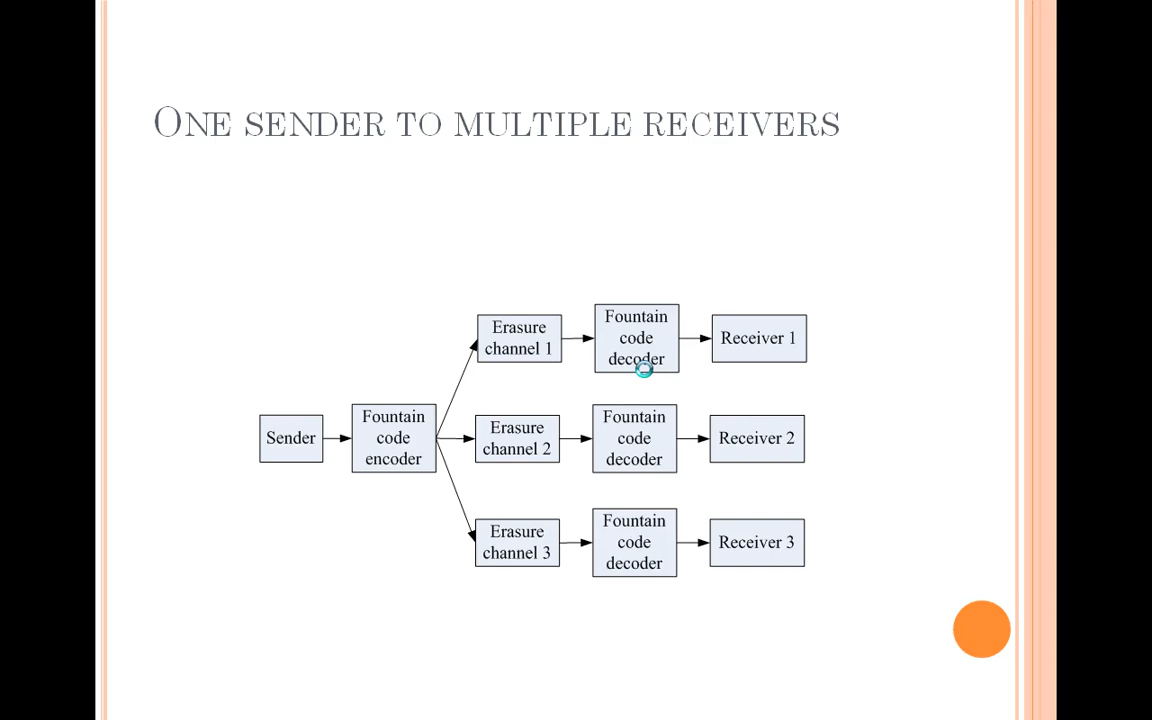 ONE SENDER TO MULTIPLE RECEIVERS
Erasure
channel 1
Fountain
code
decoder
Receiver 1
Sender
Fountain
code
encoder
Erasure
channel 2
Fountain
code
decoder
Receiver 2
Erasure
channel 3
Fountain
code
decoder
Receiver 3